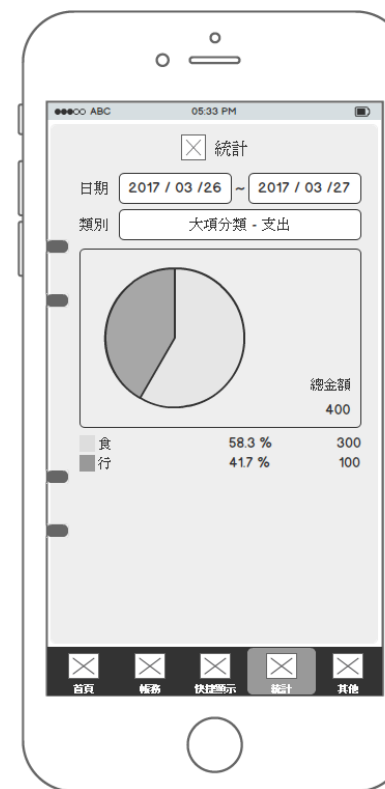 ●●●○○ ABC 05:33 PM
統計
日期 2017 / 03 /26 ~ 2017 / 03 /27
類別 大項分類 - 支出
總金額
400
食 58.3 % 300
行 41.7 % 100
首頁 帳務 快捷顯示 統計 其他